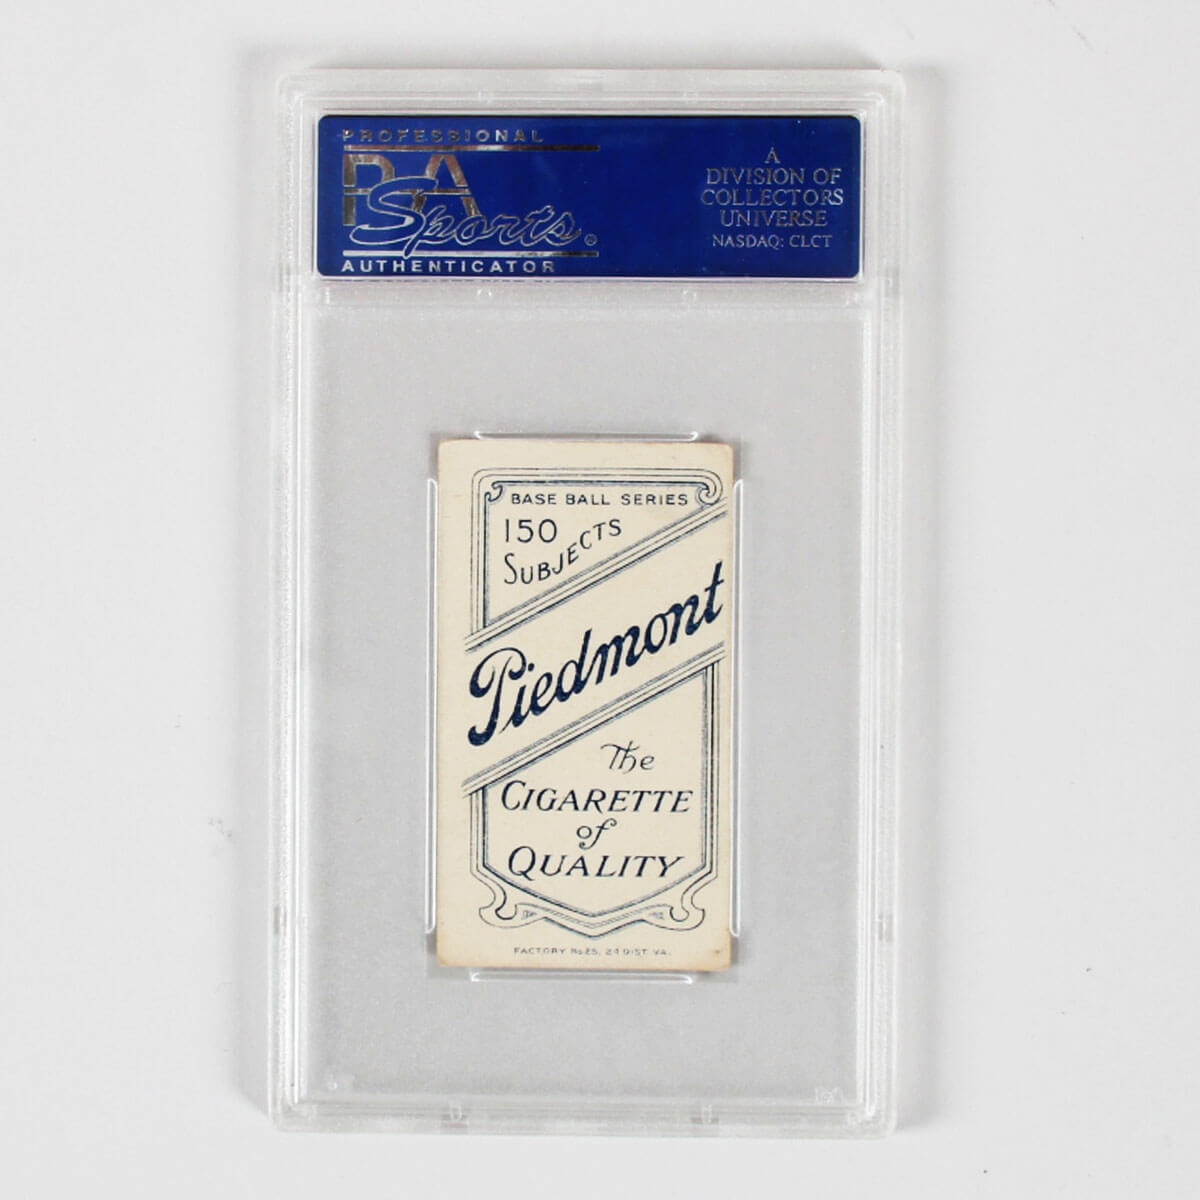 PROFESSIONAL
PSA
Sports®
AUTHENTICATOR
A
DIVISION OF
COLLECTORS
UNIVERSE
NASDAQ: CLCT
BASE BALL SERIES
150
SUBJECTS
Piedmont
The
CIGARETTE
of
QUALITY
FACTORY No 25, 2d DIST. VA.
PSA